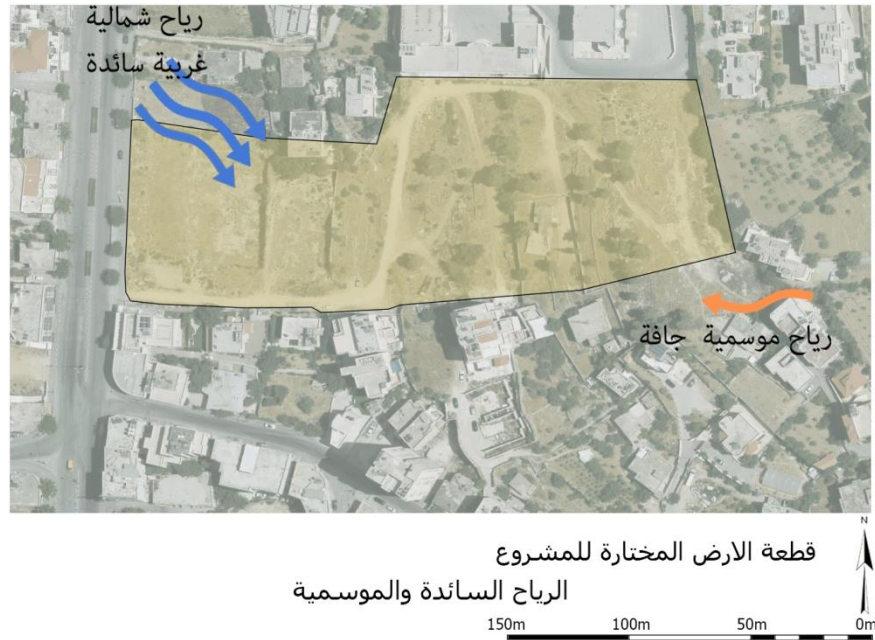 رياح شمالية
غربية سائدة
رياح موسمية جافة
N
قطعة الارض المختارة للمشروع
الرياح السائدة والموسمية
150m 100m 50m 0m